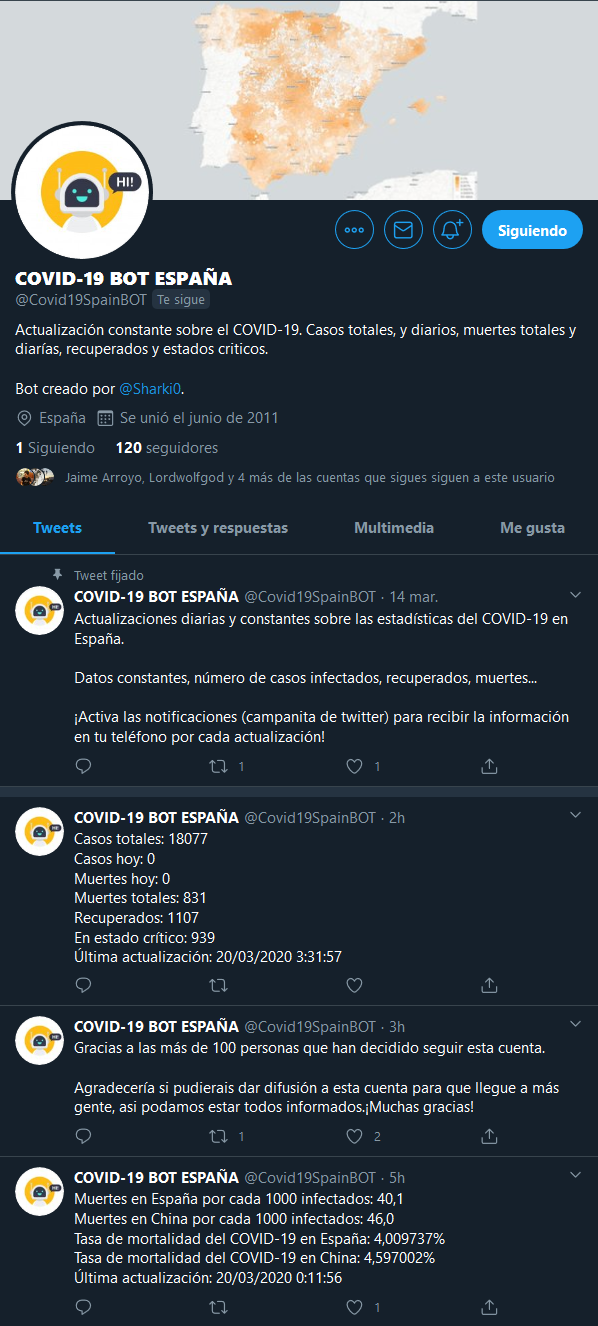 HI!
Siguiendo
COVID-19 BOT ESPAÑA
@Covid19SpainBOT Te sigue
Actualización constante sobre el COVID-19. Casos totales, y diarios, muertes totales y
diarías, recuperados y estados criticos.
Bot creado por @Sharki0.
España Se unió el junio de 2011
1 Siguiendo 120 seguidores
Jaime Arroyo, Lordwolfgod y 4 más de las cuentas que sigues siguen a este usuario
Tweets Tweets y respuestas Multimedia Me gusta
Tweet fijado
COVID-19 BOT ESPAÑA @Covid19SpainBOT · 14 mar.
Actualizaciones diarias y constantes sobre las estadísticas del COVID-19 en
España.
Datos constantes, número de casos infectados, recuperados, muertes...
¡Activa las notificaciones (campanita de twitter) para recibir la información
en tu teléfono por cada actualización!
1 1
COVID-19 BOT ESPAÑA @Covid19SpainBOT · 2h
Casos totales: 18077
Casos hoy: 0
Muertes hoy: 0
Muertes totales: 831
Recuperados: 1107
En estado crítico: 939
Última actualización: 20/03/2020 3:31:57
COVID-19 BOT ESPAÑA @Covid19SpainBOT · 3h
Gracias a las más de 100 personas que han decidido seguir esta cuenta.
Agradecería si pudierais dar difusión a esta cuenta para que llegue a más
gente, asi podamos estar todos informados.¡Muchas gracias!
1 2
COVID-19 BOT ESPAÑA @Covid19SpainBOT · 5h
Muertes en España por cada 1000 infectados: 40,1
Muertes en China por cada 1000 infectados: 46,0
Tasa de mortalidad del COVID-19 en España: 4,009737%
Tasa de mortalidad del COVID-19 en China: 4,597002%
Última actualización: 20/03/2020 0:11:56
1